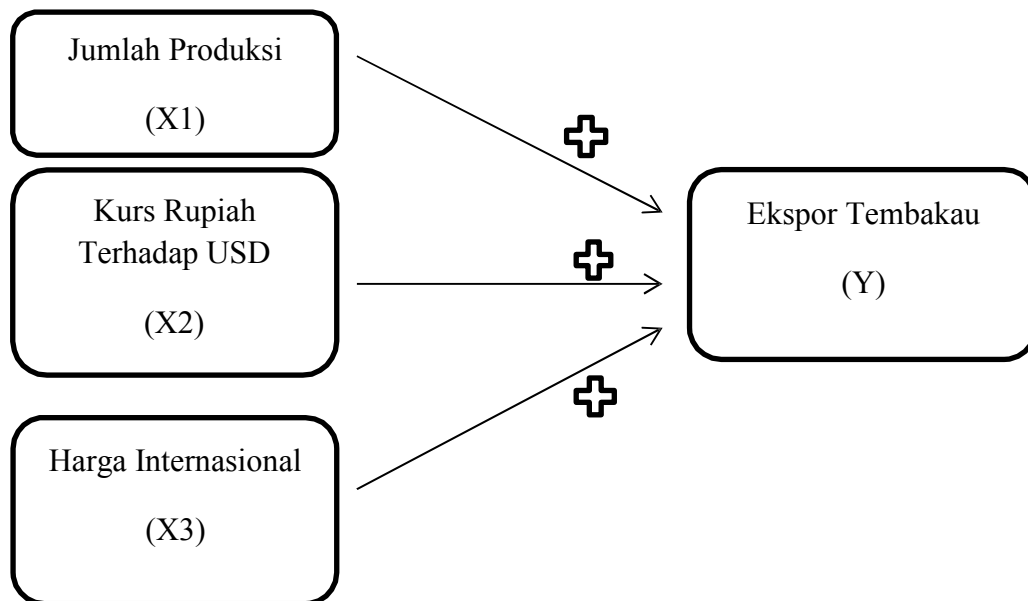 Jumlah Produksi
(X1)
Kurs Rupiah
Terhadap USD
(X2)
Harga Internasional
(X3)
Ekspor Tembakau
(Y)